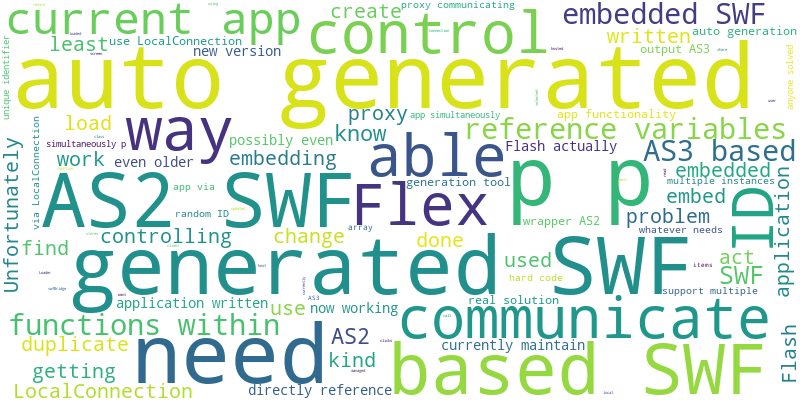 current app
create
proxy communicating
embedded SWF
control
least
use LocalConnection
new version
written
auto generation
output AS3
unique identifier
auto generated
anyone solved
load
way
proxy
app simultaneously
app functionality
know
reference variables
simultaneously p
possibly even
Flash actually
AS3 based
work
even older
embedding
able
embedded
generation tool
multiple instances
Unfortunately
via LocalConnection
app via
AS2 SWF
Flex
p p
ID
embed
application
random ID
wrapper AS2
problem
array
whatever needs
controlling
change
done
find
generated SWF
used
act
items
SWF
hard code
support multiple
application written
use
now working
real solution
AS3
functions within
communicate
duplicate
need
AS2
currently maintain
kind
based SWF
Flash
getting
LocalConnection
directly reference